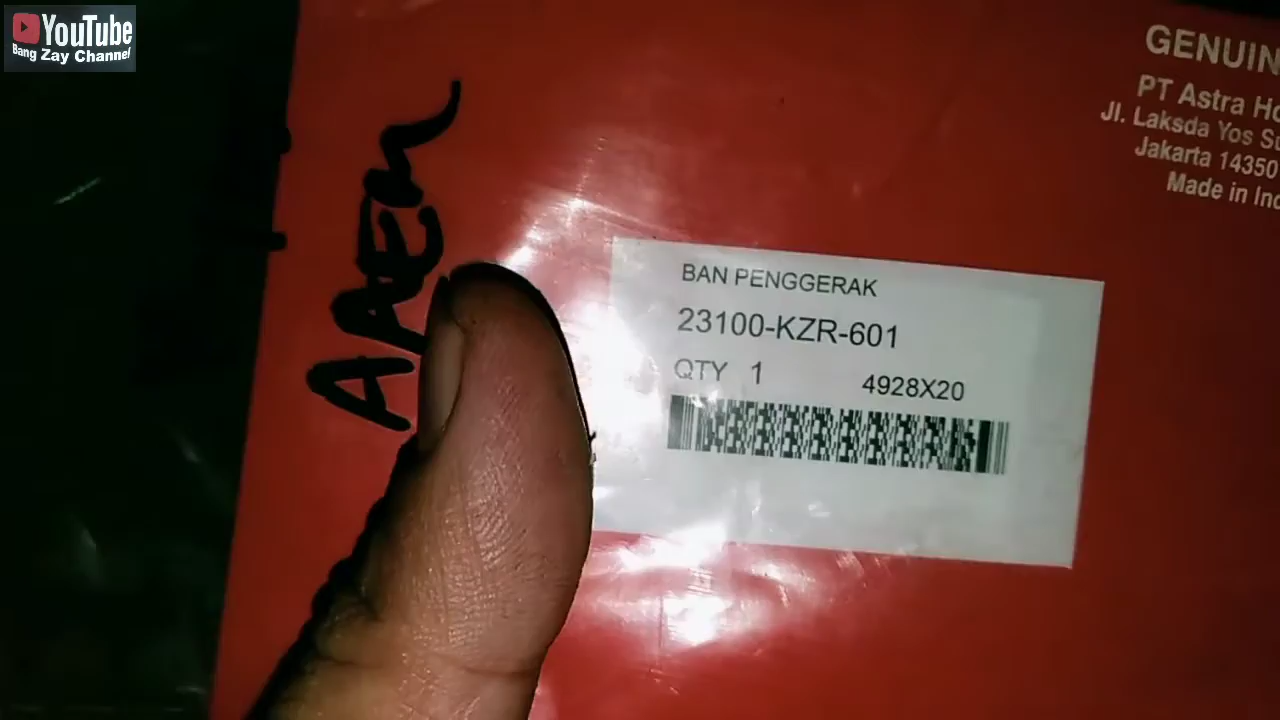 YouTube
Bang Zay Channel
GENUIN
PT Astra Ho
Jl. Laksda Yos Su
Jakarta 14350
Made in Ind
BAN PENGGERAK
23100-KZR-601
QTY 1 4928X20